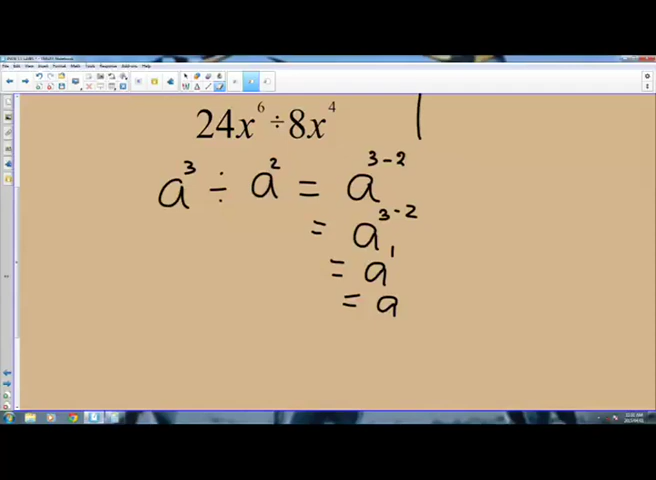 24x⁶ ÷ 8x⁴
a³ ÷ a² = a³⁻²
= a³⁻²
= a¹
= a